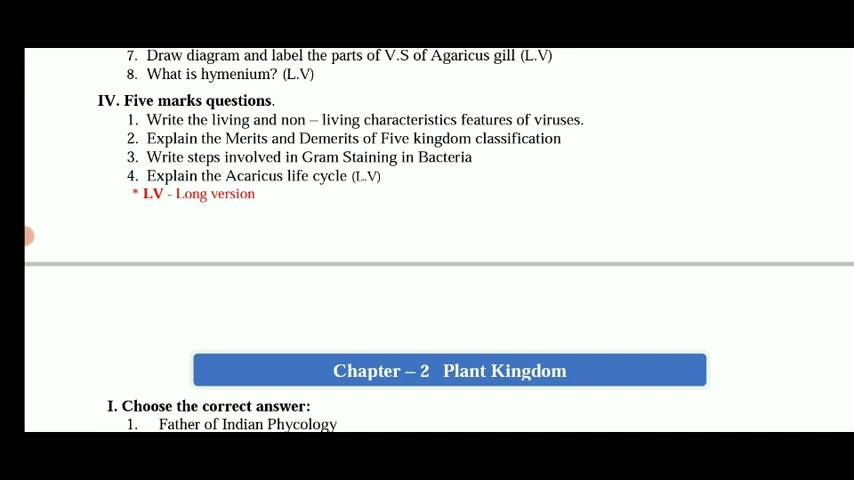 7. Draw diagram and label the parts of V.S of Agaricus gill (L.V)
8. What is hymenium? (L.V)
IV. Five marks questions.
1. Write the living and non – living characteristics features of viruses.
2. Explain the Merits and Demerits of Five kingdom classification
3. Write steps involved in Gram Staining in Bacteria
4. Explain the Acaricus life cycle (L.V)
* LV - Long version
Chapter – 2 Plant Kingdom
I. Choose the correct answer:
1. Father of Indian Phycology